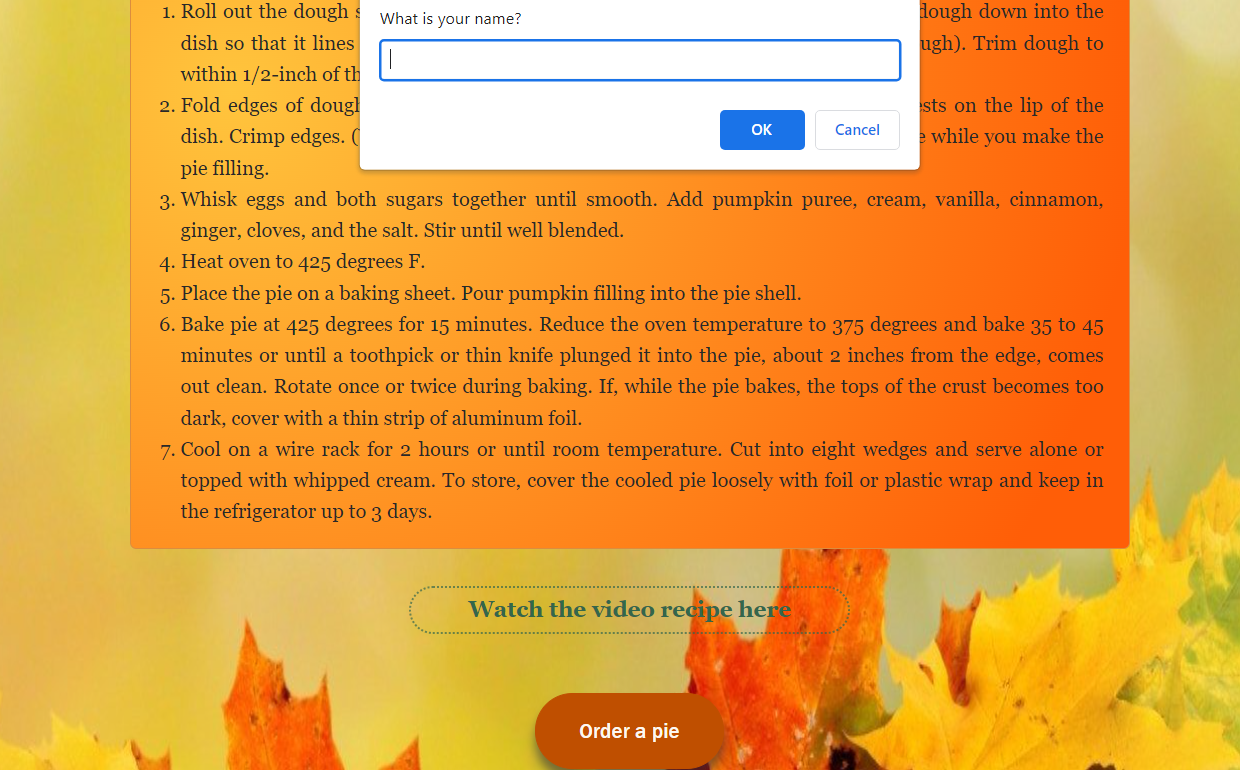 What is your name?
OK
Cancel
1. Roll out the dough dough down into the
dish so that it lines ugh). Trim dough to
within 1/2-inch of
2. Fold edges of on the lip of the
dish. Crimp edges. ( while you make the
pie filling.
3. Whisk eggs and both sugars together until smooth. Add pumpkin puree, cream, vanilla, cinnamon,
ginger, cloves, and the salt. Stir until well blended.
4. Heat oven to 425 degrees F.
5. Place the pie on a baking sheet. Pour pumpkin filling into the pie shell.
6. Bake pie at 425 degrees for 15 minutes. Reduce the oven temperature to 375 degrees and bake 35 to 45
minutes or until a toothpick or thin knife plunged it into the pie, about 2 inches from the edge, comes
out clean. Rotate once or twice during baking. If, while the pie bakes, the tops of the crust becomes too
dark, cover with a thin strip of aluminum foil.
7. Cool on a wire rack for 2 hours or until room temperature. Cut into eight wedges and serve alone or
topped with whipped cream. To store, cover the cooled pie loosely with foil or plastic wrap and keep in
the refrigerator up to 3 days.
Watch the video recipe here
Order a pie